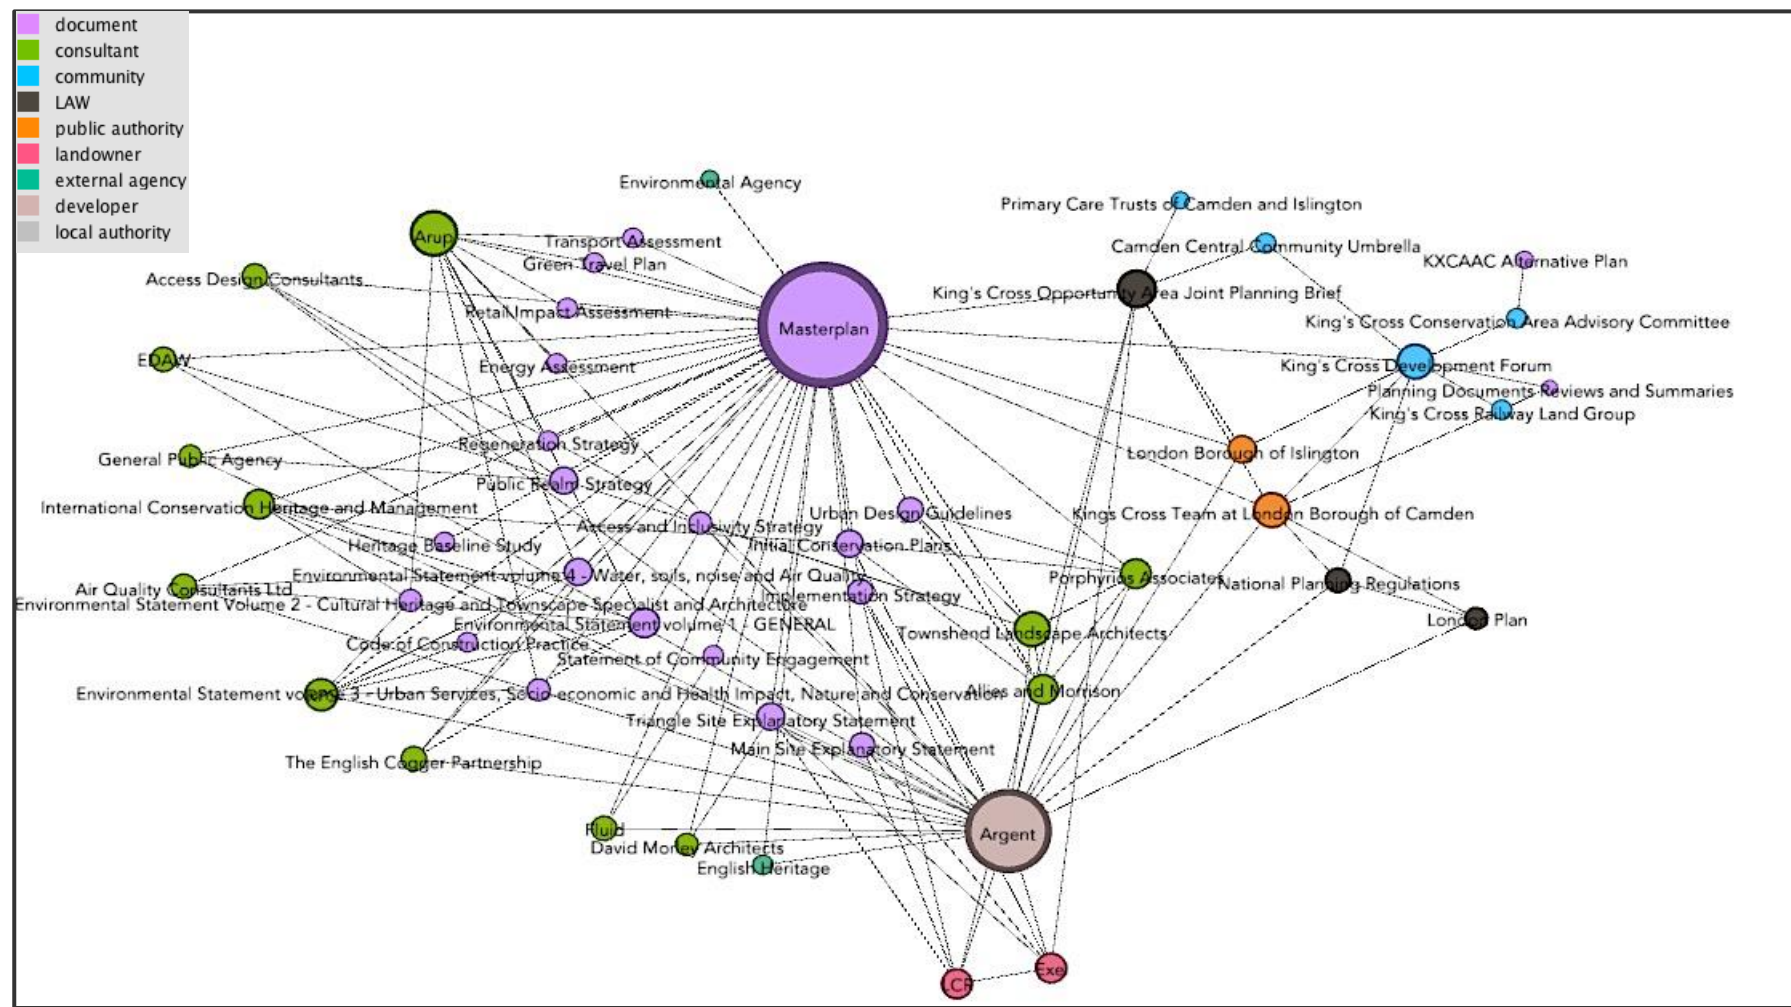 document
consultant
community
LAW
public authority
landowner
external agency
developer
local authority
Environmental Agency
Primary Care Trusts of Camden and Islington
Arup
Transport Assessment
Camden Central Community Umbrella
Green Travel Plan
KXCAAC Alternative Plan
Access Design Consultants
King's Cross Opportunity Area Joint Planning Brief
Retail Impact Assessment
King's Cross Conservation Area Advisory Committee
Masterplan
EDAW
Energy Assessment
King's Cross Development Forum
Planning Documents Reviews and Summaries
King's Cross Railway Land Group
Regeneration Strategy
London Borough of Islington
General Public Agency
Public Realm Strategy
International Conservation Heritage and Management
Urban Design Guidelines
Kings Cross Team at London Borough of Camden
Access and Inclusivity Strategy
Heritage Baseline Study
Initial Conservation Plans
Environmental Statement volume 4 - Water, soils, noise and Air Quality
Porphyrios Associates
National Planning Regulations
Air Quality Consultants Ltd
Implementation Strategy
Environmental Statement Volume 2 - Cultural Heritage and Townscape Specialist and Architecture
London Plan
Environmental Statement volume 1 - GENERAL
Townshend Landscape Architects
Code of Construction Practice
Statement of Community Engagement
Environmental Statement volume 3 - Urban Services, Socio-economic and Health Impact, Nature and Conservation
Allies and Morrison
Triangle Site Explanatory Statement
Main Site Explanatory Statement
The English Cogger Partnership
Fluid
Argent
David Money Architects
English Heritage
Exel
LCR